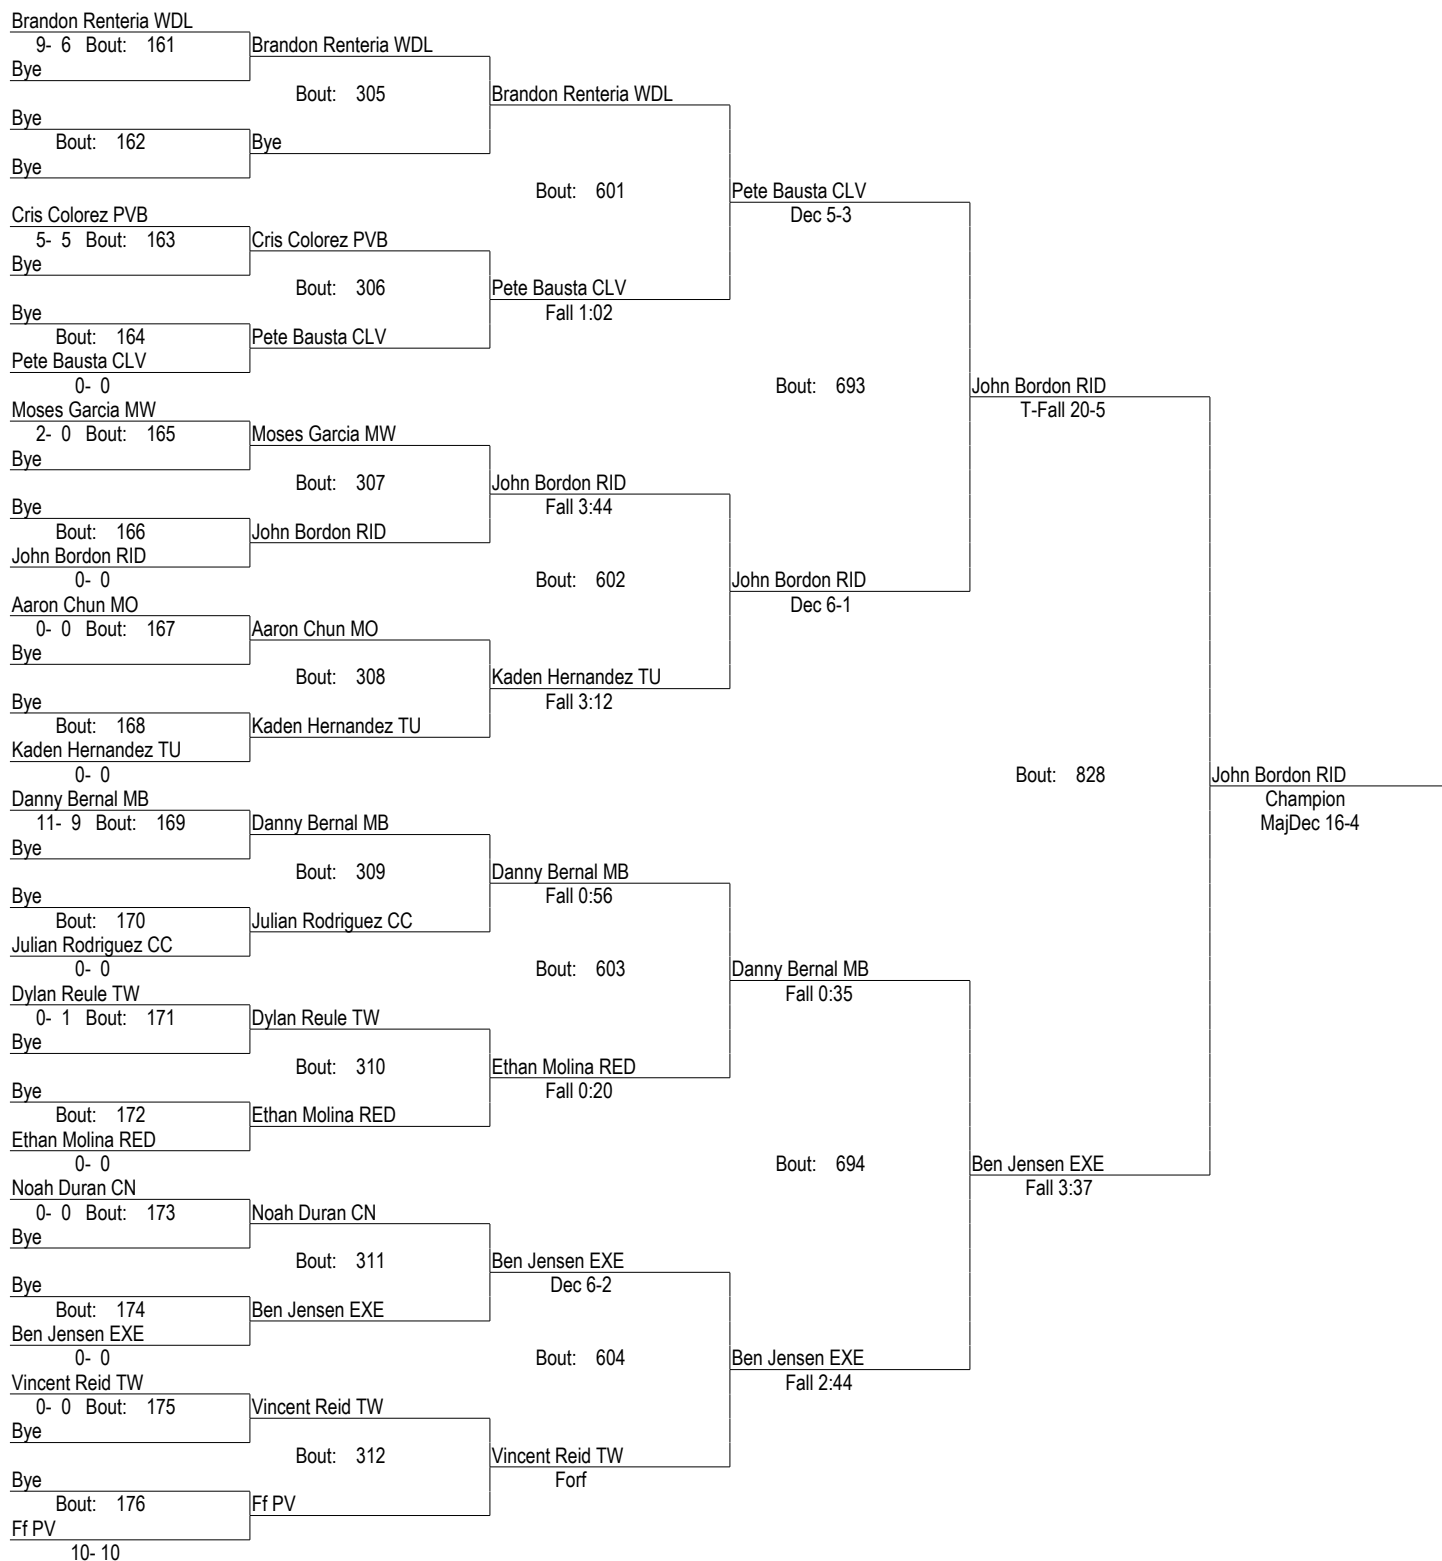 Brandon Renteria WDL
9- 6 Bout: 161
Brandon Renteria WDL
Bye
Bout: 305
Brandon Renteria WDL
Bye
Bout: 162
Bye
Bye
Bout: 601
Pete Bausta CLV
Dec 5-3
Cris Colorez PVB
5- 5 Bout: 163
Cris Colorez PVB
Bye
Bout: 306
Pete Bausta CLV
Fall 1:02
Bye
Bout: 164
Pete Bausta CLV
Pete Bausta CLV
0- 0
Bout: 693
John Bordon RID
T-Fall 20-5
Moses Garcia MW
2- 0 Bout: 165
Moses Garcia MW
Bye
Bout: 307
John Bordon RID
Fall 3:44
Bye
Bout: 166
John Bordon RID
John Bordon RID
0- 0
Bout: 602
John Bordon RID
Dec 6-1
Aaron Chun MO
0- 0 Bout: 167
Aaron Chun MO
Bye
Bout: 308
Kaden Hernandez TU
Fall 3:12
Bye
Bout: 168
Kaden Hernandez TU
Kaden Hernandez TU
0- 0
Bout: 828
John Bordon RID
Champion
MajDec 16-4
Danny Bernal MB
11- 9 Bout: 169
Danny Bernal MB
Bye
Bout: 309
Danny Bernal MB
Fall 0:56
Bye
Bout: 170
Julian Rodriguez CC
Julian Rodriguez CC
0- 0
Bout: 603
Danny Bernal MB
Fall 0:35
Dylan Reule TW
0- 1 Bout: 171
Dylan Reule TW
Bye
Bout: 310
Ethan Molina RED
Fall 0:20
Bye
Bout: 172
Ethan Molina RED
Ethan Molina RED
0- 0
Bout: 694
Ben Jensen EXE
Fall 3:37
Noah Duran CN
0- 0 Bout: 173
Noah Duran CN
Bye
Bout: 311
Ben Jensen EXE
Dec 6-2
Bye
Bout: 174
Ben Jensen EXE
Ben Jensen EXE
0- 0
Bout: 604
Ben Jensen EXE
Fall 2:44
Vincent Reid TW
0- 0 Bout: 175
Vincent Reid TW
Bye
Bout: 312
Vincent Reid TW
Forf
Bye
Bout: 176
Ff PV
Ff PV
10- 10